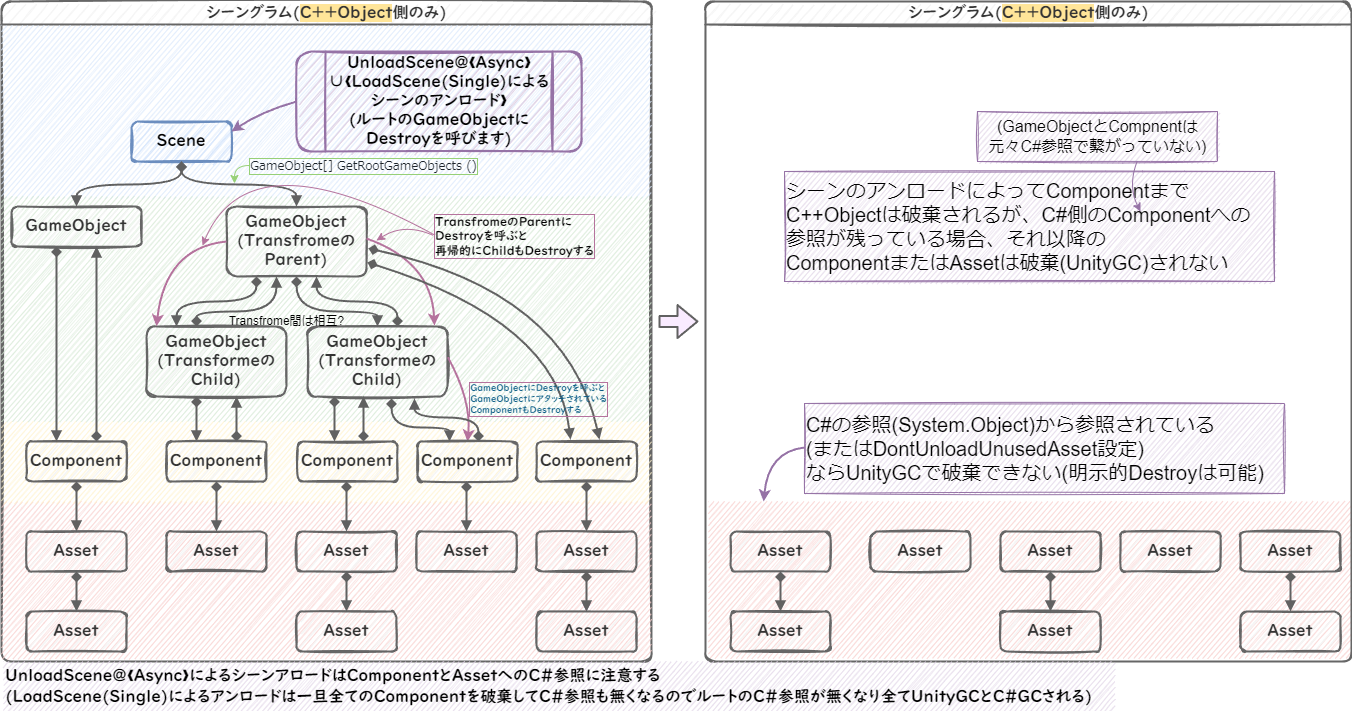 シーングラム(C++Object側のみ)
UnloadScene@《Async》
∪《LoadScene(Single)による
シーンのアンロード》
(ルートのGameObjectに
Destroyを呼びます)
Scene
GameObject[] GetRootGameObjects ()
GameObject
GameObject
(Transfromeの
Parent)
TransfromeのParentに
Destroyを呼ぶと
再帰的にChildもDestroyする
Transfrome間は相互?
GameObject
(Transformeの
Child)
GameObject
(Transformeの
Child)
GameObjectにDestroyを呼ぶと
GameObjectにアタッチされている
ComponentもDestroyする
Component
Component
Component
Component
Component
Asset
Asset
Asset
Asset
Asset
Asset
Asset
Asset
シーングラム(C++Object側のみ)
(GameObjectとCompnentは
元々C#参照で繋がっていない)
シーンのアンロードによってComponentまで
C++Objectは破棄されるが、C#側のComponentへの
参照が残っている場合、それ以降の
ComponentまたはAssetは破棄(UnityGC)されない
C#の参照(System.Object)から参照されている
(またはDontUnloadUnusedAsset設定)
ならUnityGCで破棄できない(明示的Destroyは可能)
Asset
Asset
Asset
Asset
Asset
Asset
Asset
Asset
UnloadScene@《Async》によるシーンアロードはComponentとAssetへのC#参照に注意する
(LoadScene(Single)によるアンロードは一旦全てのComponentを破棄してC#参照も無くなるのでルートのC#参照が無くなり全てUnityGCとC#GCされる)